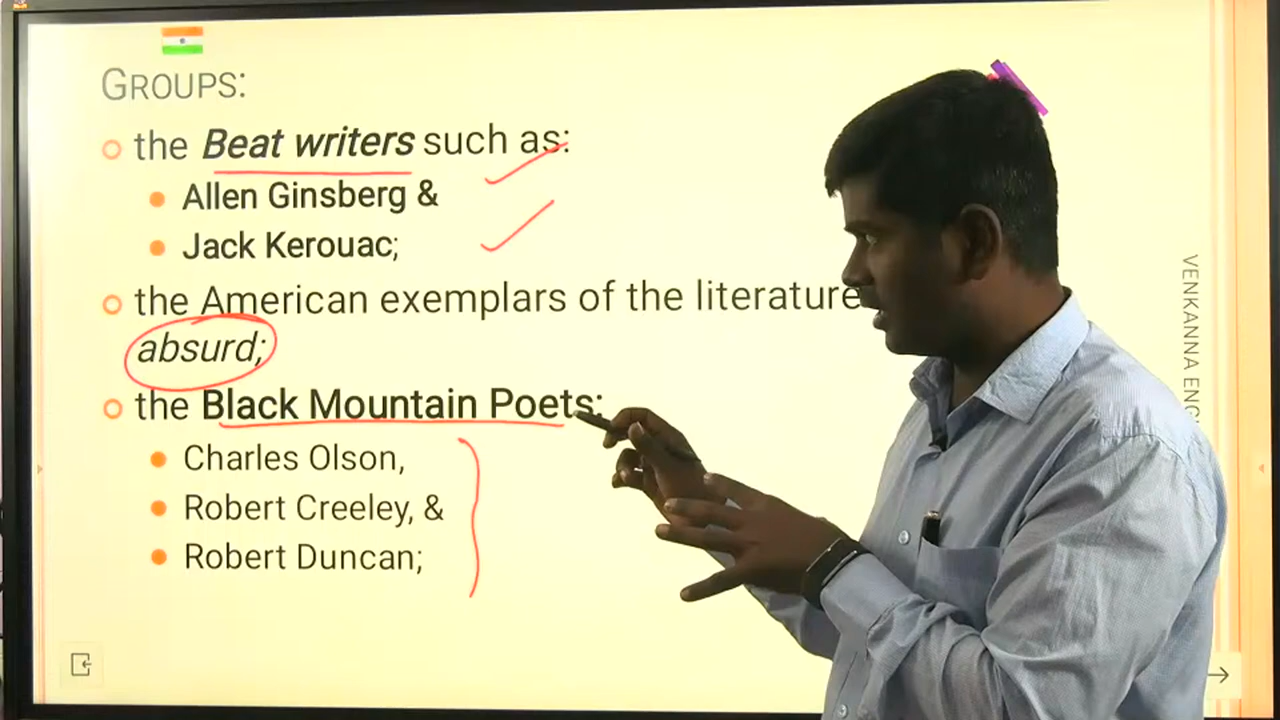 GROUPS:
the Beat writers such as:
Allen Ginsberg &
Jack Kerouac;
the American exemplars of the literature
absurd;
the Black Mountain Poets:
Charles Olson,
Robert Creeley, &
Robert Duncan;
VENKANNA ENG